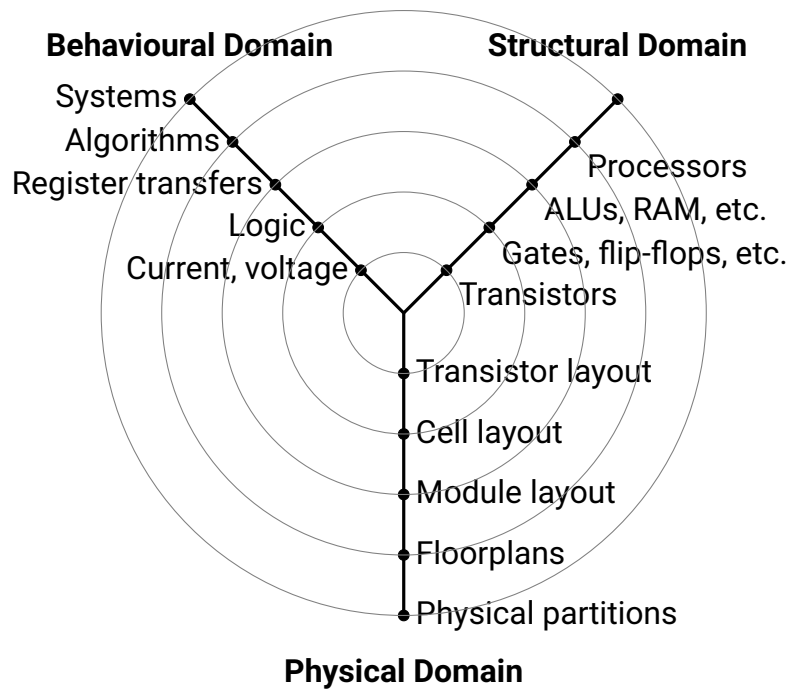 Behavioural Domain
Structural Domain
Systems
Algorithms
Register transfers
Logic
Current, voltage
Processors
ALUs, RAM, etc.
Gates, flip-flops, etc.
Transistors
Transistor layout
Cell layout
Module layout
Floorplans
Physical partitions
Physical Domain